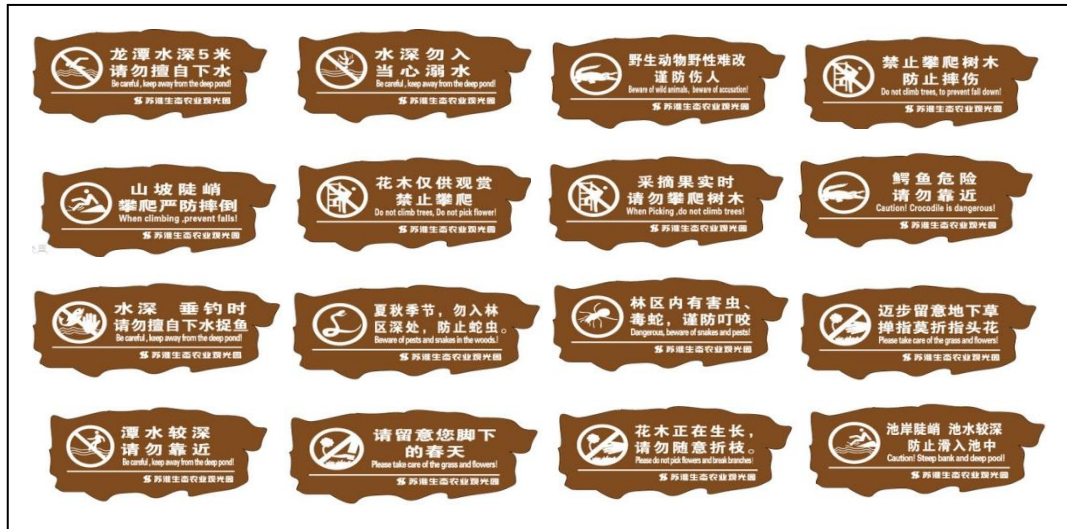 龙潭水深5米
请勿擅自下水
Be careful , keep away from the deep pond!
苏淮生态农业观光园
水深勿入
当心溺水
Be careful , keep away from the deep pond!
苏淮生态农业观光园
野生动物野性难改
谨防伤人
Beware of wild animals, beware of accusation!
苏淮生态农业观光园
禁止攀爬树木
防止摔伤
Do not climb trees, to prevent fall down!
苏淮生态农业观光园
山坡陡峭
攀爬严防摔倒
When climbing ,prevent falls!
苏淮生态农业观光园
花木仅供观赏
禁止攀爬
Do not climb trees, Do not pick flower!
苏淮生态农业观光园
采摘果实时
请勿攀爬树木
When Picking ,do not climb trees!
苏淮生态农业观光园
鳄鱼危险
请勿靠近
Caution! Crocodile is dangerous!
苏淮生态农业观光园
水深 垂钓时
请勿擅自下水捉鱼
Be careful , keep away from the deep pond!
苏淮生态农业观光园
夏秋季节，勿入林
区深处，防止蛇虫。
Beware of pests and snakes in the woods.!
苏淮生态农业观光园
林区内有害虫、
毒蛇，谨防叮咬
Dangerous, beware of snakes and pests!
苏淮生态农业观光园
迈步留意地下草
掸指莫折指头花
Please take care of the grass and flowers!
苏淮生态农业观光园
潭水较深
请勿靠近
Be careful , keep away from the deep pond!
苏淮生态农业观光园
请留意您脚下
的春天
Please take care of the grass and flowers!
苏淮生态农业观光园
花木正在生长，
请勿随意折枝。
Please do not pick flowers and break branches!
苏淮生态农业观光园
池岸陡峭 池水较深
防止滑入池中
Caution! Steep bank and deep pool!
苏淮生态农业观光园